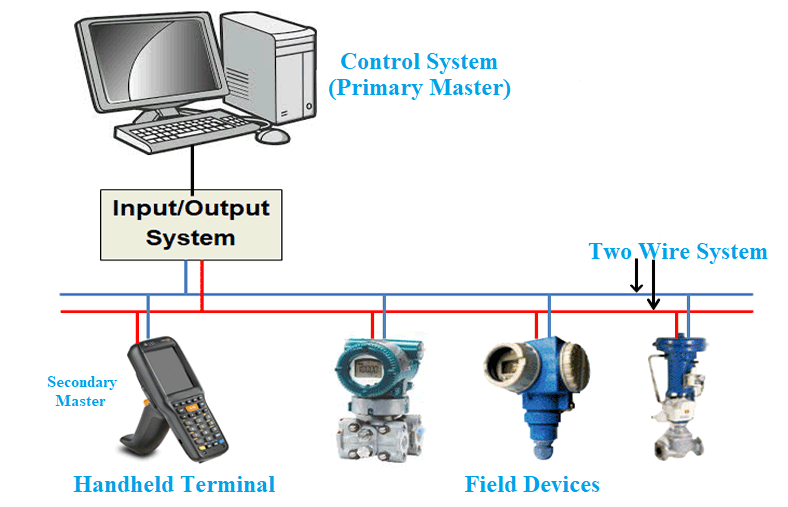 Control System
(Primary Master)
Input/Output
System
Two Wire System
Secondary
Master
Handheld Terminal
Field Devices